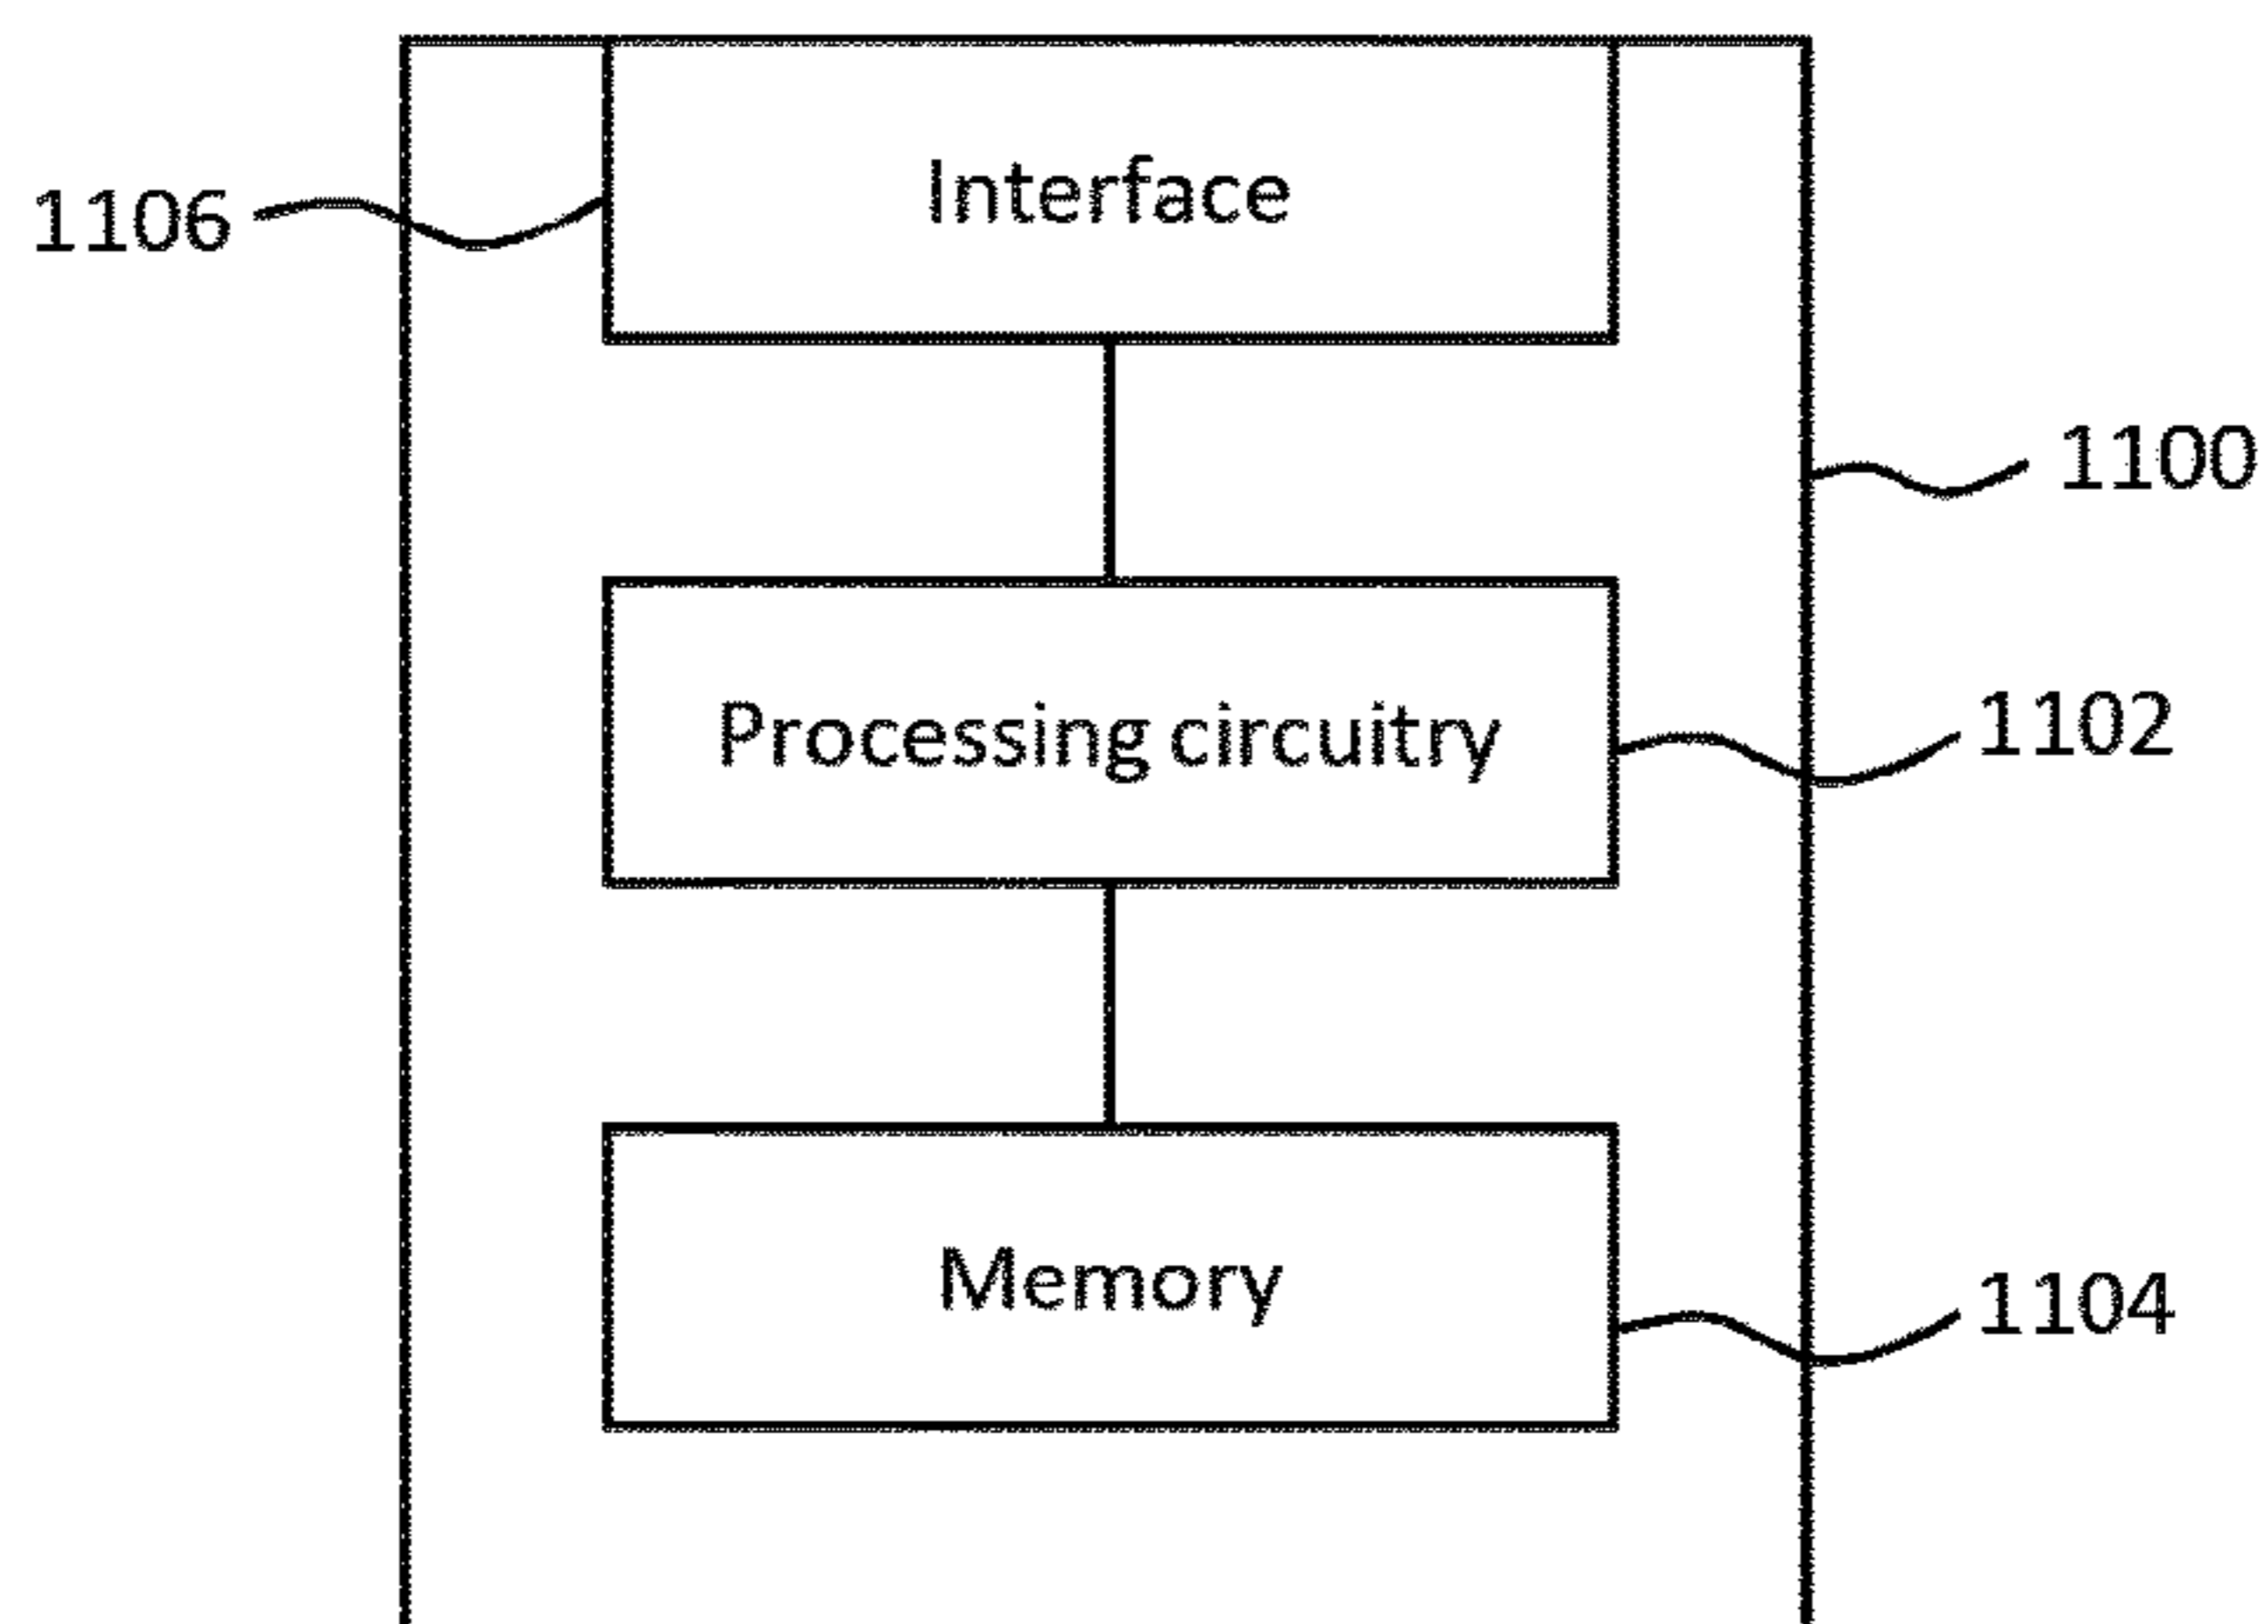 Interface
1106
1100
Processing circuitry
1102
Memory
1104